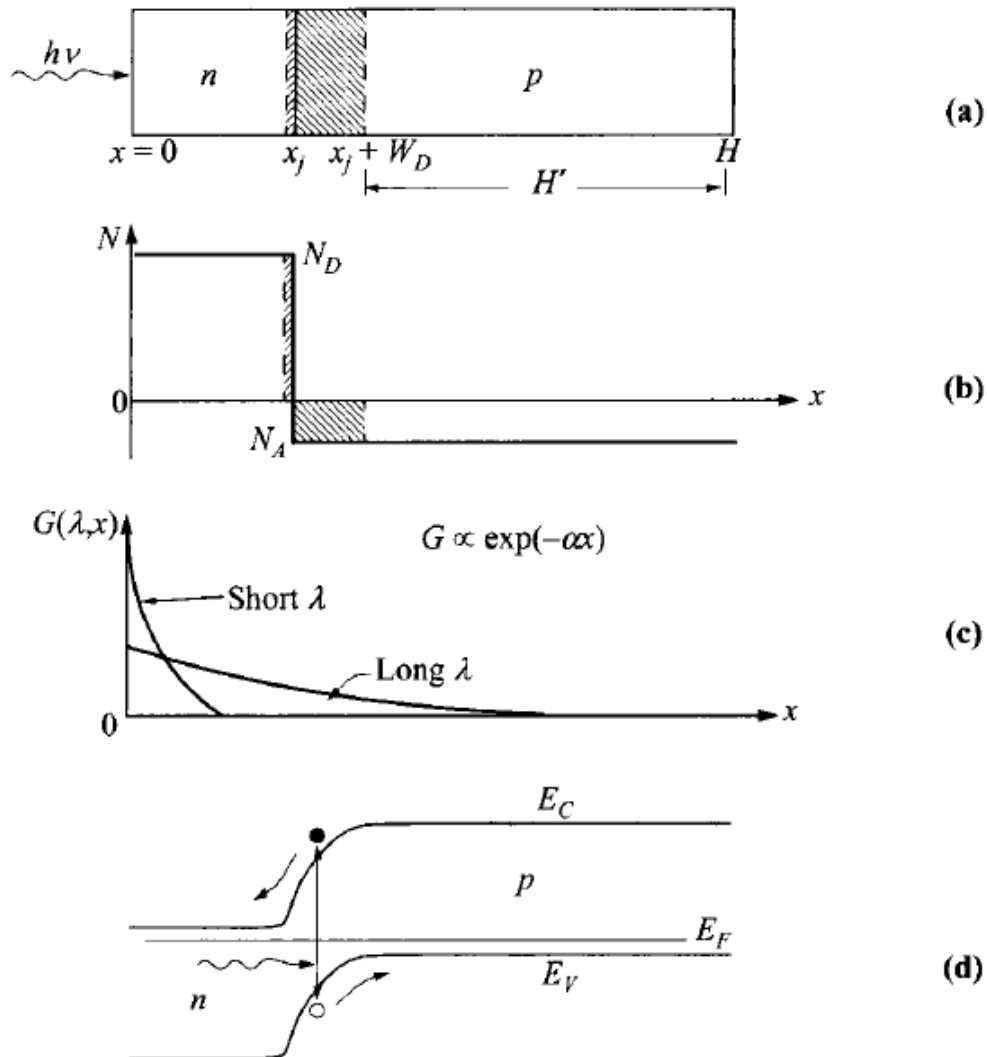 hν
n
p
(a)
x = 0
x_j
x_j + W_D
H
H′
N
N_D
(b)
0
x
N_A
G(λ,x)
G ∝ exp(−αx)
Short λ
(c)
Long λ
0
x
E_C
p
E_F
E_V
(d)
n